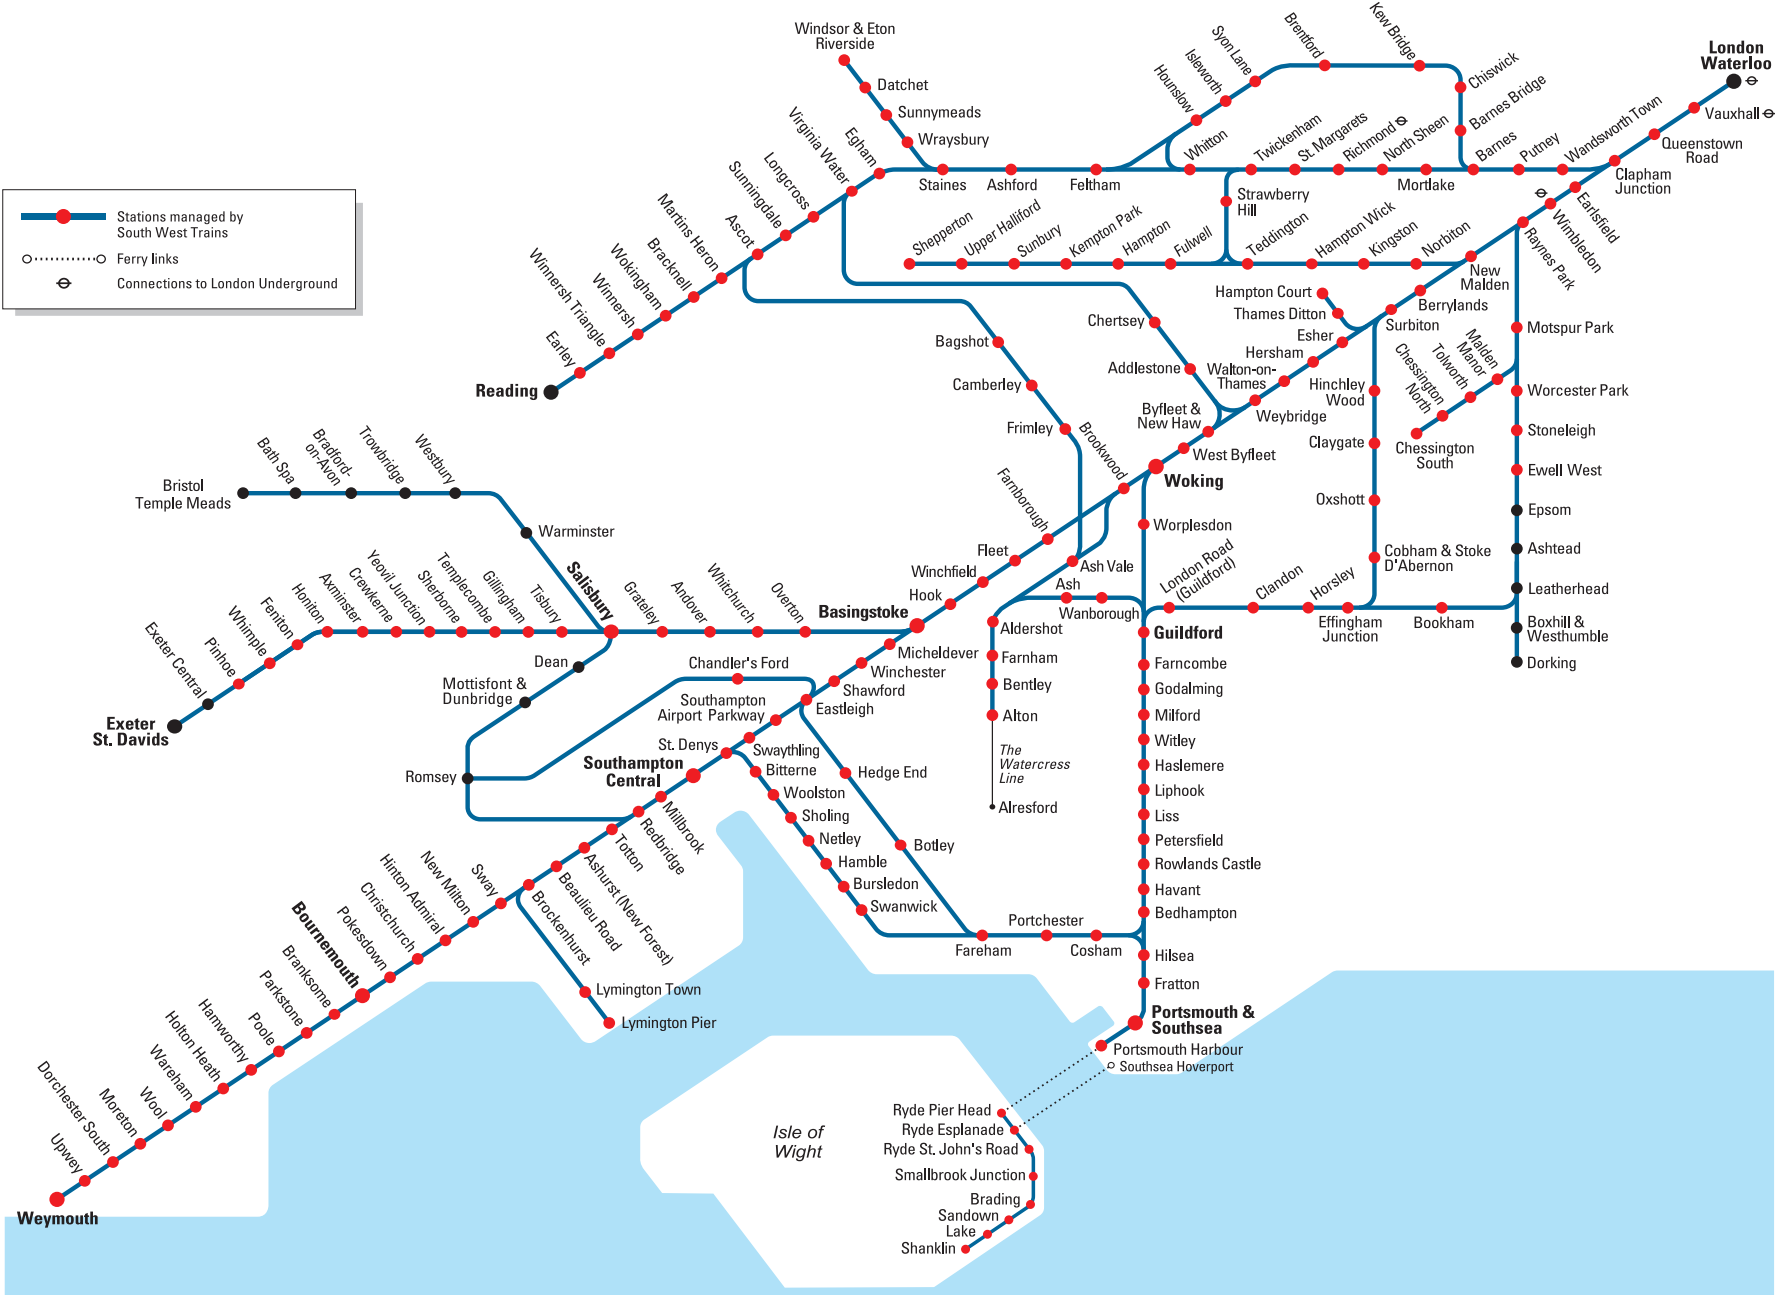 Windsor & Eton
Riverside
Datchet
Sunnymeads
Wraysbury
Staines
Ashford
Feltham
Hounslow
Isleworth
Syon Lane
Brentford
Kew Bridge
Chiswick
Barnes Bridge
Whitton
Twickenham
St. Margarets
Richmond
North Sheen
Mortlake
Barnes
Putney
Wandsworth Town
Clapham
Junction
Queenstown
Road
Vauxhall
London
Waterloo
Stations managed by
South West Trains
Ferry links
Connections to London Underground
Egham
Virginia Water
Longcross
Sunningdale
Ascot
Martins Heron
Bracknell
Wokingham
Winnersh
Winnersh Triangle
Earley
Reading
Strawberry
Hill
Shepperton
Upper Halliford
Sunbury
Kempton Park
Hampton
Fulwell
Teddington
Hampton Wick
Kingston
Norbiton
Earlsfield
Wimbledon
Raynes Park
New
Malden
Berrylands
Surbiton
Hampton Court
Thames Ditton
Esher
Hersham
Walton-on-
Thames
Weybridge
Byfleet &
New Haw
West Byfleet
Woking
Chertsey
Addlestone
Bagshot
Camberley
Frimley
Motspur Park
Malden
Manor
Tolworth
Chessington
North
Chessington
South
Worcester Park
Stoneleigh
Ewell West
Epsom
Ashtead
Leatherhead
Boxhill &
Westhumble
Dorking
Hinchley
Wood
Claygate
Oxshott
Cobham & Stoke
D'Abernon
London Road
(Guildford)
Clandon
Horsley
Effingham
Junction
Bookham
Brookwood
Farnborough
Fleet
Winchfield
Hook
Basingstoke
Worplesdon
Ash Vale
Ash
Wanborough
Aldershot
Farnham
Bentley
Alton
The
Watercress
Line
Alresford
Guildford
Farncombe
Godalming
Milford
Witley
Haslemere
Liphook
Liss
Petersfield
Rowlands Castle
Havant
Bedhampton
Hilsea
Fratton
Portsmouth &
Southsea
Portsmouth Harbour
Southsea Hoverport
Bristol
Temple Meads
Bath Spa
Bradford-
on-Avon
Trowbridge
Westbury
Warminster
Salisbury
Grateley
Andover
Whitchurch
Overton
Tisbury
Gillingham
Templecombe
Sherborne
Yeovil Junction
Crewkerne
Axminster
Honiton
Feniton
Whimple
Pinhoe
Exeter Central
Exeter
St. Davids
Dean
Mottisfont &
Dunbridge
Romsey
Chandler's Ford
Micheldever
Winchester
Shawford
Eastleigh
Southampton
Airport Parkway
Swaythling
St. Denys
Southampton
Central
Bitterne
Woolston
Sholing
Netley
Hamble
Bursledon
Swanwick
Hedge End
Botley
Fareham
Portchester
Cosham
Millbrook
Redbridge
Totton
Ashurst (New Forest)
Beaulieu Road
Brockenhurst
Lymington Town
Lymington Pier
Sway
New Milton
Hinton Admiral
Christchurch
Pokesdown
Bournemouth
Branksome
Parkstone
Poole
Hamworthy
Holton Heath
Wareham
Wool
Moreton
Dorchester South
Upwey
Weymouth
Isle of
Wight
Ryde Pier Head
Ryde Esplanade
Ryde St. John's Road
Smallbrook Junction
Brading
Sandown
Lake
Shanklin